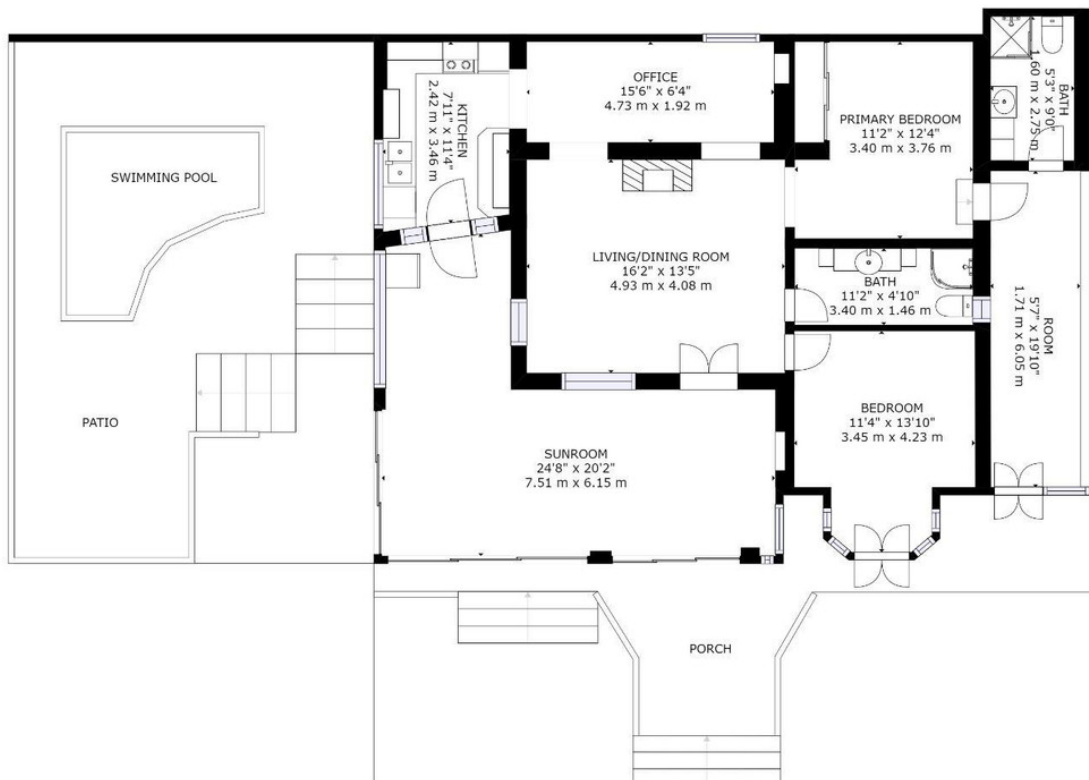 SWIMMING POOL
PATIO
KITCHEN
7'11" x 11'4"
2.42 m x 3.46 m
OFFICE
15'6" x 6'4"
4.73 m x 1.92 m
PRIMARY BEDROOM
11'2" x 12'4"
3.40 m x 3.76 m
BATH
5'3" x 9'0"
1.60 m x 2.75 m
LIVING/DINING ROOM
16'2" x 13'5"
4.93 m x 4.08 m
BATH
11'2" x 4'10"
3.40 m x 1.46 m
ROOM
5'7" x 19'10"
1.71 m x 6.05 m
BEDROOM
11'4" x 13'10"
3.45 m x 4.23 m
SUNROOM
24'8" x 20'2"
7.51 m x 6.15 m
PORCH